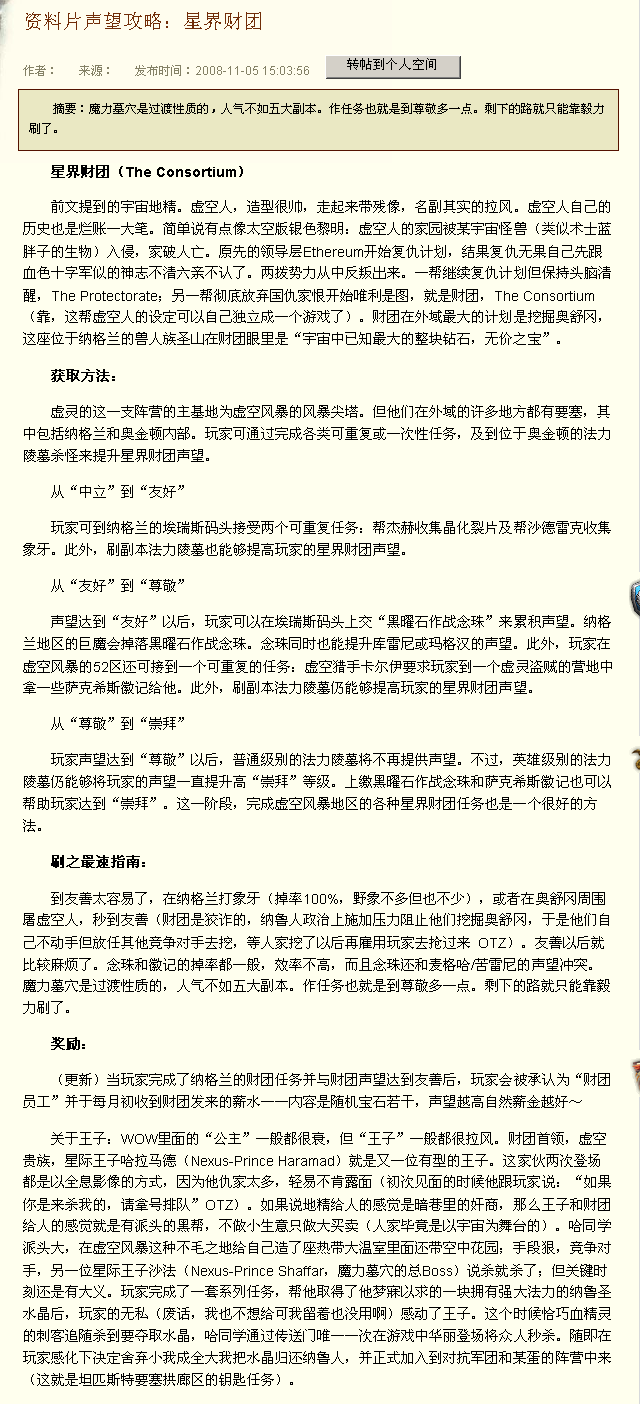 资料片声望攻略：星界财团
作者：　来源：　发布时间：2008-11-05 15:03:56　转帖到个人空间
摘要：魔力墓穴是过渡性质的，人气不如五大副本。作任务也就是到尊敬多一点。剩下的路就只能靠毅力
刷了。
星界财团（The Consortium）
前文提到的宇宙地精。虚空人，造型很帅，走起来带残像，名副其实的拉风。虚空人自己的
历史也是烂账一大笔。简单说有点像太空版银色黎明：虚空人的家园被某宇宙怪兽（类似术士蓝
胖子的生物）入侵，家破人亡。原先的领导层Ethereum开始复仇计划，结果复仇无果自己先跟
血色十字军似的神志不清六亲不认了。两拨势力从中反叛出来。一帮继续复仇计划但保持头脑清
醒，The Protectorate；另一帮彻底放弃国仇家恨开始唯利是图，就是财团，The Consortium
（靠，这帮虚空人的设定可以自己独立成一个游戏了）。财团在外域最大的计划是挖掘奥舒冈，
这座位于纳格兰的兽人族圣山在财团眼里是“宇宙中已知最大的整块钻石，无价之宝”。
获取方法：
虚灵的这一支阵营的主基地为虚空风暴的风暴尖塔。但他们在外域的许多地方都有要塞，其
中包括纳格兰和奥金顿内部。玩家可通过完成各类可重复或一次性任务，及到位于奥金顿的法力
陵墓杀怪来提升星界财团声望。
从“中立”到“友好”
玩家可到纳格兰的埃瑞斯码头接受两个可重复任务：帮杰赫收集晶化裂片及帮沙德雷克收集
象牙。此外，刷副本法力陵墓也能够提高玩家的星界财团声望。
从“友好”到“尊敬”
声望达到“友好”以后，玩家可以在埃瑞斯码头上交“黑曜石作战念珠”来累积声望。纳格
兰地区的巨魔会掉落黑曜石作战念珠。念珠同时也能提升库雷尼或玛格汉的声望。此外，玩家在
虚空风暴的52区还可接到一个可重复的任务：虚空猎手卡尔伊要求玩家到一个虚灵盗贼的营地中
拿一些萨克希斯徽记给他。此外，刷副本法力陵墓仍能够提高玩家的星界财团声望。
从“尊敬”到“崇拜”
玩家声望达到“尊敬”以后，普通级别的法力陵墓将不再提供声望。不过，英雄级别的法力
陵墓仍能够将玩家的声望一直提升高“崇拜”等级。上缴黑曜石作战念珠和萨克希斯徽记也可以
帮助玩家达到“崇拜”。这一阶段，完成虚空风暴地区的各种星界财团任务也是一个很好的方
法。
刷之最速指南：
到友善太容易了，在纳格兰打象牙（掉率100%，野象不多但也不少），或者在奥舒冈周围
屠虚空人，秒到友善（财团是狡诈的，纳鲁人政治上施加压力阻止他们挖掘奥舒冈，于是他们自
己不动手但放任其他竞争对手去挖，等人家挖了以后再雇用玩家去抢过来 OTZ）。友善以后就
比较麻烦了。念珠和徽记的掉率都一般，效率不高，而且念珠还和麦格哈/苦雷尼的声望冲突。
魔力墓穴是过渡性质的，人气不如五大副本。作任务也就是到尊敬多一点。剩下的路就只能靠毅
力刷了。
奖励：
（更新）当玩家完成了纳格兰的财团任务并与财团声望达到友善后，玩家会被承认为“财团
员工”并于每月初收到财团发来的薪水——内容是随机宝石若干，声望越高自然薪金越好～
关于王子：WOW里面的“公主”一般都很衰，但“王子”一般都很拉风。财团首领，虚空
贵族，星际王子哈拉马德（Nexus-Prince Haramad）就是又一位有型的王子。这家伙两次登场
都是以全息影像的方式，因为他仇家太多，轻易不肯露面（初次见面的时候他跟玩家说：“如果
你是来杀我的，请拿号排队”OTZ）。如果说地精给人的感觉是暗巷里的奸商，那么王子和财团
给人的感觉就是有派头的黑帮，不做小生意只做大买卖（人家毕竟是以宇宙为舞台的）。哈同学
派头大，在虚空风暴这种不毛之地给自己造了座热带大温室里面还带空中花园；手段狠，竞争对
手，另一位星际王子沙法（Nexus-Prince Shaffar，魔力墓穴的总Boss）说杀就杀了；但关键时
刻还是有大义。玩家完成了一套系列任务，帮他取得了他梦寐以求的一块拥有强大法力的纳鲁圣
水晶后，玩家的无私（废话，我也不想给可我留着也没用啊）感动了王子。这个时候恰巧血精灵
的刺客追随杀到要夺取水晶，哈同学通过传送门唯一一次在游戏中华丽登场将众人秒杀。随即在
玩家感化下决定舍弃小我成全大我把水晶归还纳鲁人，并正式加入到对抗军团和某蛋的阵营中来
（这就是坦匹斯特要塞拱廊区的钥匙任务）。